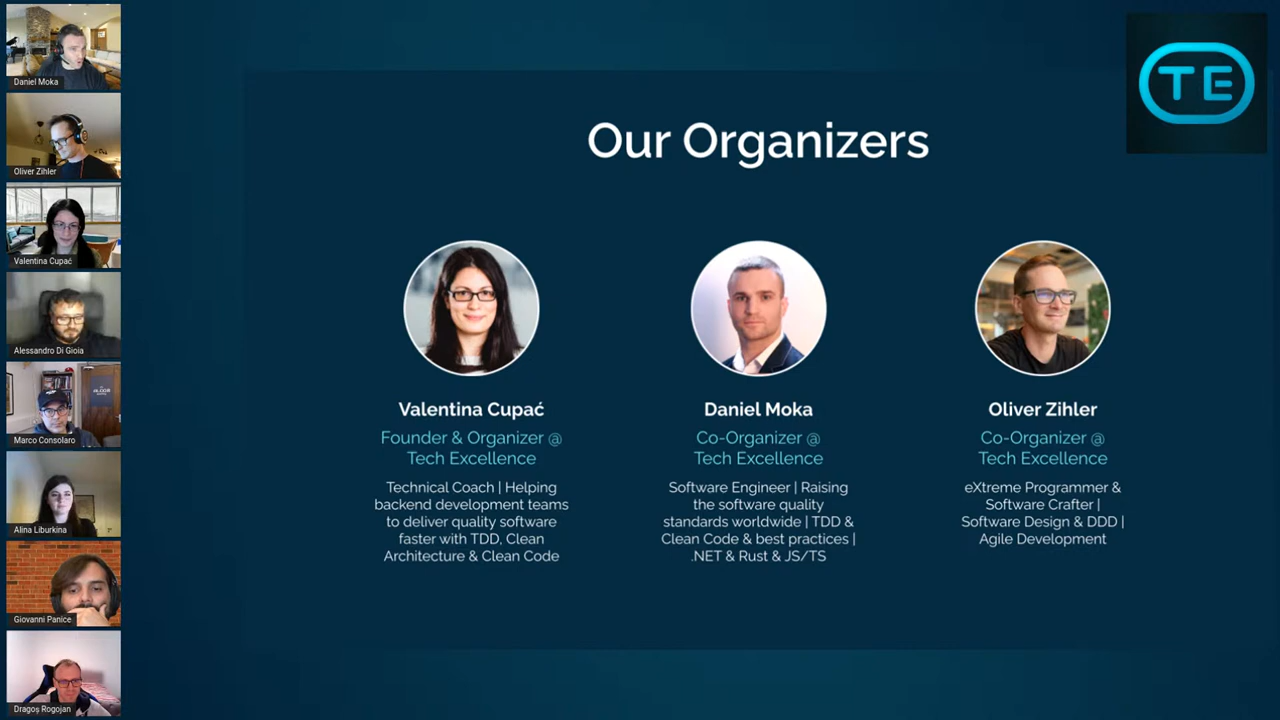 Daniel Moka
Oliver Zihler
Valentina Cupać
Alessandro Di Gioia
Marco Consolaro
Alina Liburkina
Giovanni Panice
Dragoș Rogojan
TE
Our Organizers
Valentina Cupać
Founder & Organizer @
Tech Excellence
Technical Coach | Helping
backend development teams
to deliver quality software
faster with TDD, Clean
Architecture & Clean Code
Daniel Moka
Co-Organizer @
Tech Excellence
Software Engineer | Raising
the software quality
standards worldwide | TDD &
Clean Code & best practices |
.NET & Rust & JS/TS
Oliver Zihler
Co-Organizer @
Tech Excellence
eXtreme Programmer &
Software Crafter |
Software Design & DDD |
Agile Development